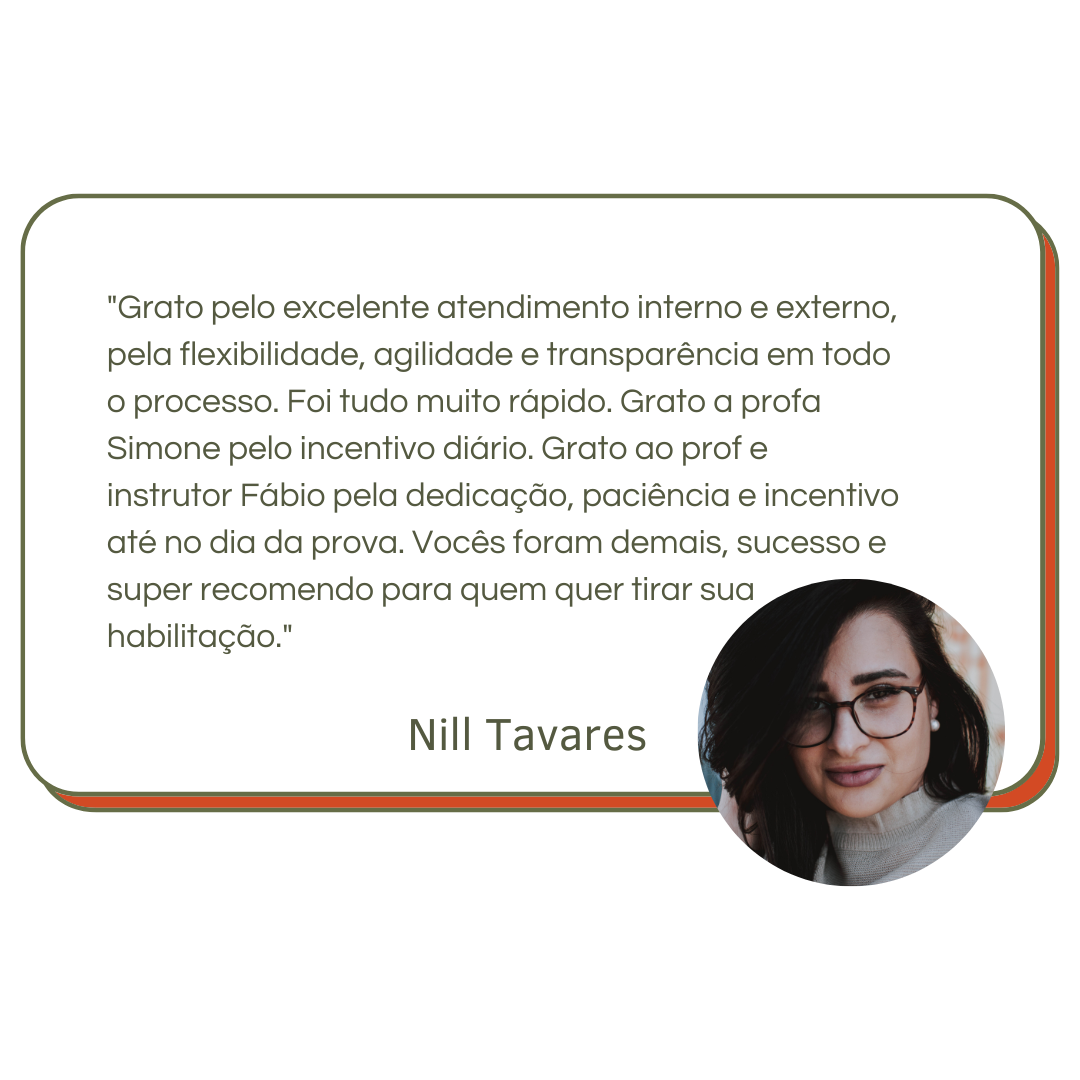 "Grato pelo excelente atendimento interno e externo,
pela flexibilidade, agilidade e transparência em todo
o processo. Foi tudo muito rápido. Grato a profa
Simone pelo incentivo diário. Grato ao prof e
instrutor Fábio pela dedicação, paciência e incentivo
até no dia da prova. Vocês foram demais, sucesso e
super recomendo para quem quer tirar sua
habilitação."
Nill Tavares